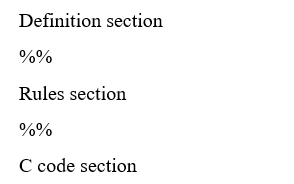 Definition section
%%
Rules section
%%
C code section